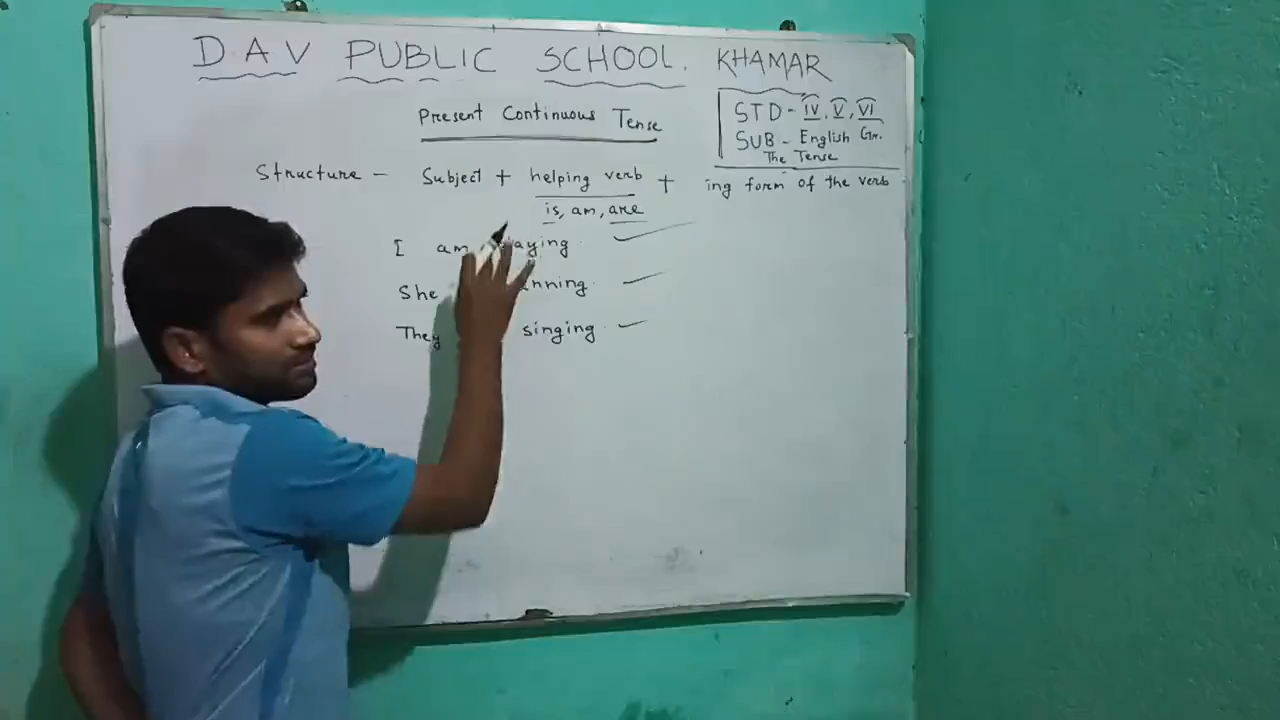 DAV PUBLIC SCHOOL. KHAMAR
Present Continuous Tense
STD - IV, V, VI
SUB - English Gr.
The Tense
Structure - Subject + helping verb + ing form of the verb
is, am, are
I am
She
They singing.